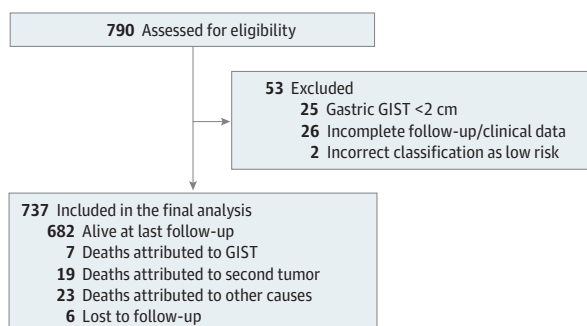 790 Assessed for eligibility
53 Excluded
25 Gastric GIST <2 cm
26 Incomplete follow-up/clinical data
2 Incorrect classification as low risk
737 Included in the final analysis
682 Alive at last follow-up
7 Deaths attributed to GIST
19 Deaths attributed to second tumor
23 Deaths attributed to other causes
6 Lost to follow-up